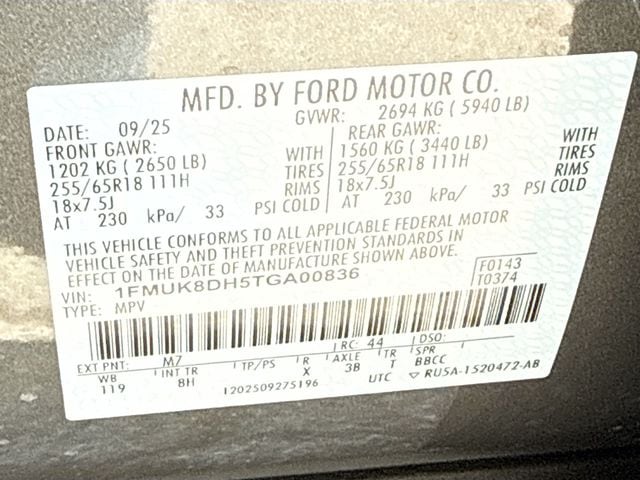 MFD. BY FORD MOTOR CO.
DATE: 09/25 GVWR: 2694 KG ( 5940 LB)
FRONT GAWR: REAR GAWR:
1202 KG ( 2650 LB) WITH 1560 KG ( 3440 LB) WITH
255/65R18 111H TIRES 255/65R18 111H TIRES
18x7.5J RIMS 18x7.5J RIMS
AT 230 kPa/ 33 PSI COLD AT 230 kPa/ 33 PSI COLD
THIS VEHICLE CONFORMS TO ALL APPLICABLE FEDERAL MOTOR
VEHICLE SAFETY AND THEFT PREVENTION STANDARDS IN
EFFECT ON THE DATE OF MANUFACTURE SHOWN ABOVE.
VIN: 1FMUK8DH5TGA00836 F0143
TYPE: MPV T0374
EXT PNT: M7 RC: 44 DSO:
WB INT TR TP/PS R AXLE TR SPR
119 8H X 3B T BBCC
1202509275196 UTC ▽ RU5A-1520472-AB